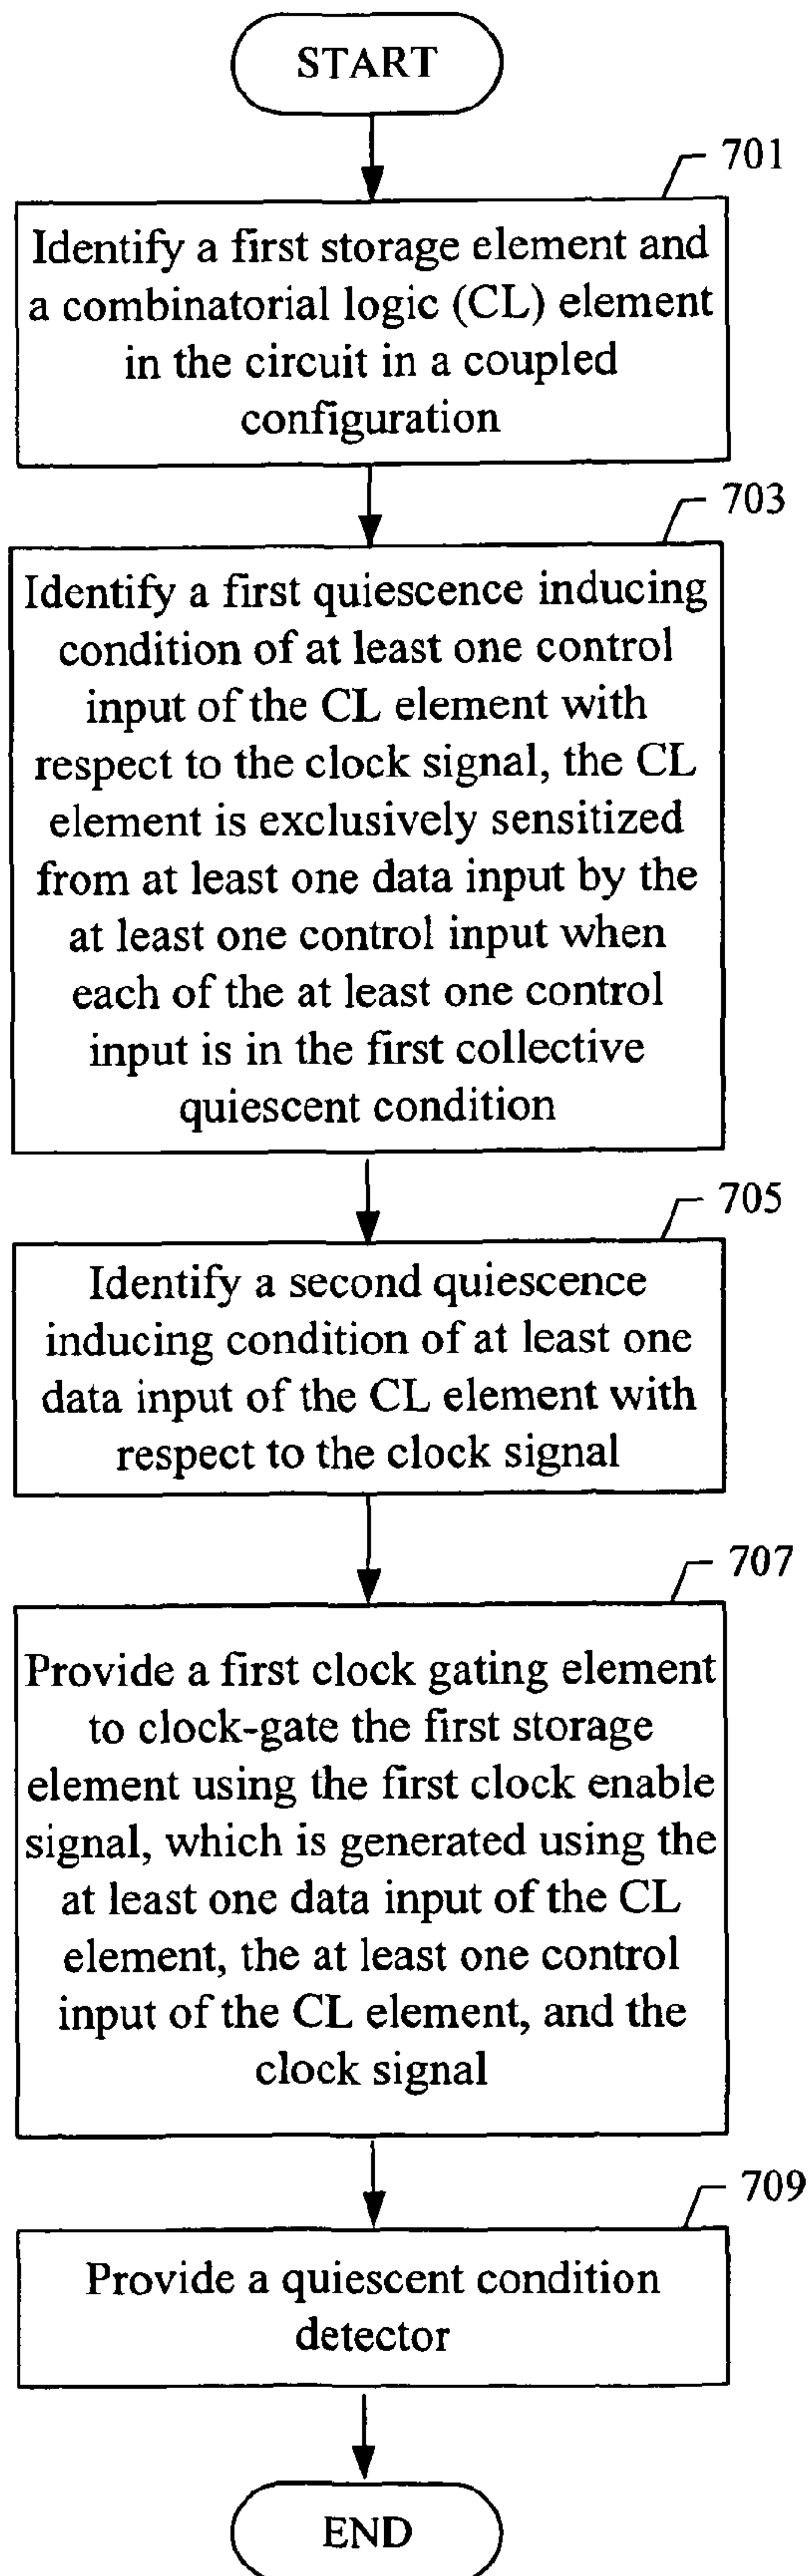 START
701
Identify a first storage element and
a combinatorial logic (CL) element
in the circuit in a coupled
configuration
703
Identify a first quiescence inducing
condition of at least one control
input of the CL element with
respect to the clock signal, the CL
element is exclusively sensitized
from at least one data input by the
at least one control input when
each of the at least one control
input is in the first collective
quiescent condition
705
Identify a second quiescence
inducing condition of at least one
data input of the CL element with
respect to the clock signal
707
Provide a first clock gating element
to clock-gate the first storage
element using the first clock enable
signal, which is generated using the
at least one data input of the CL
element, the at least one control
input of the CL element, and the
clock signal
709
Provide a quiescent condition
detector
END